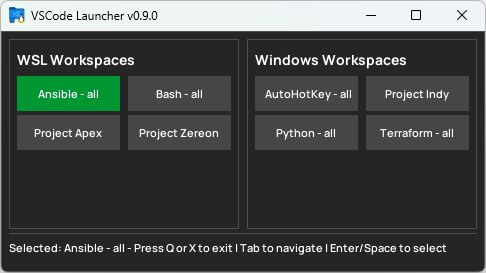 VSCode Launcher v0.9.0
WSL Workspaces
Ansible - all
Bash - all
Project Apex
Project Zereon
Windows Workspaces
AutoHotKey - all
Project Indy
Python - all
Terraform - all
Selected: Ansible - all - Press Q or X to exit | Tab to navigate | Enter/Space to select